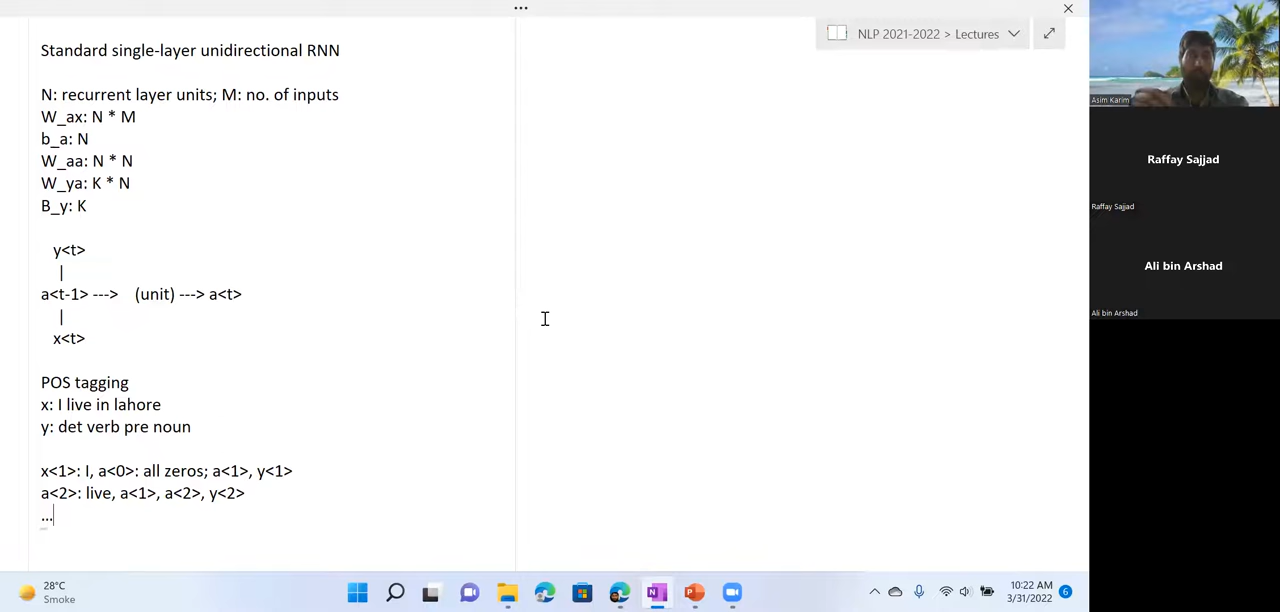 NLP 2021-2022 > Lectures
Standard single-layer unidirectional RNN
N: recurrent layer units; M: no. of inputs
W_ax: N * M
b_a: N
W_aa: N * N
W_ya: K * N
B_y: K
y<t>
|
a<t-1> ---> (unit) ---> a<t>
|
x<t>
POS tagging
x: I live in lahore
y: det verb pre noun
x<1>: I, a<0>: all zeros; a<1>, y<1>
a<2>: live, a<1>, a<2>, y<2>
...
Asim Karim
Raffay Sajjad
Raffay Sajjad
Ali bin Arshad
Ali bin Arshad
28°C
Smoke
10:22 AM
3/31/2022
6